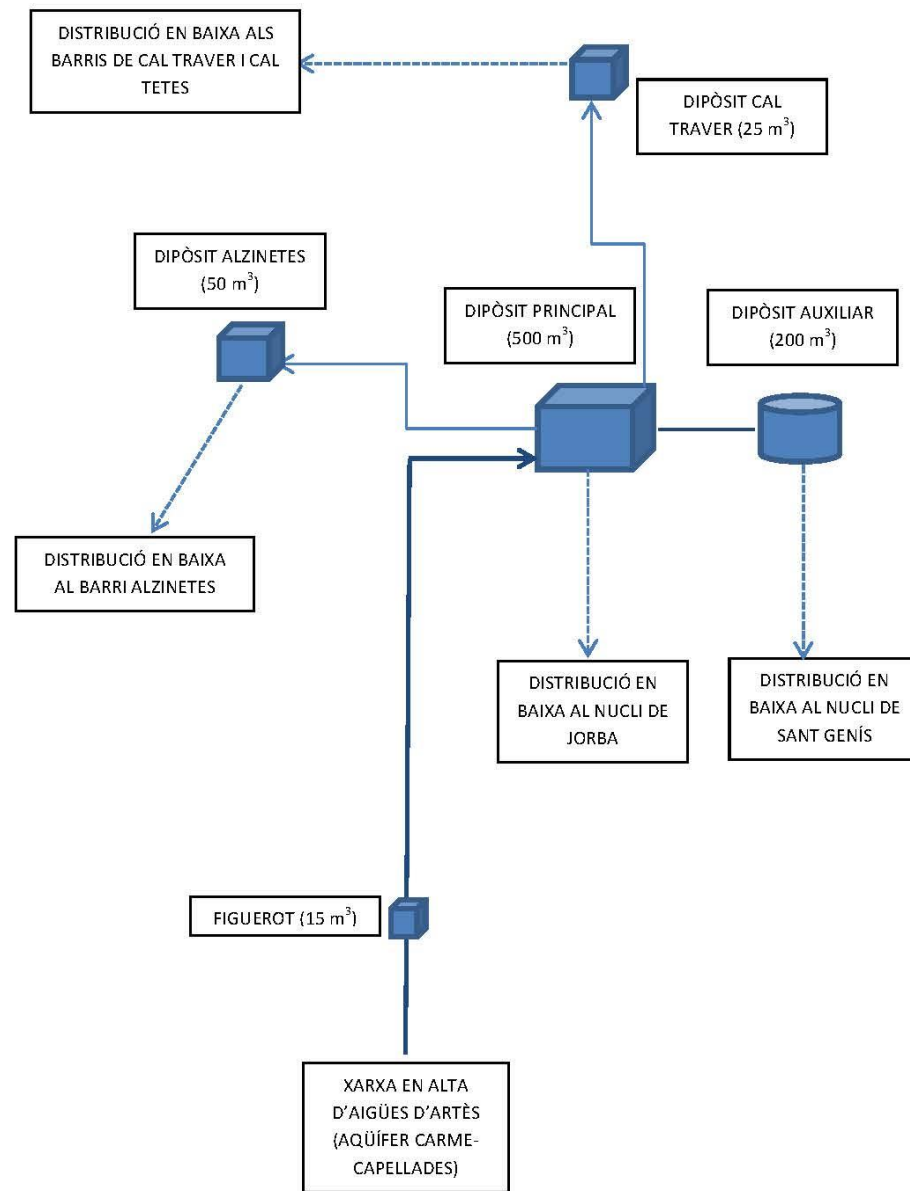 DISTRIBUCIÓ EN BAIXA ALS
BARRIS DE CAL TRAVER I CAL
TETES
DIPÒSIT CAL
TRAVER (25 m³)
DIPÒSIT ALZINETES
(50 m³)
DIPÒSIT PRINCIPAL
(500 m³)
DIPÒSIT AUXILIAR
(200 m³)
DISTRIBUCIÓ EN BAIXA
AL BARRI ALZINETES
DISTRIBUCIÓ EN
BAIXA AL NUCLI DE
JORBA
DISTRIBUCIÓ EN
BAIXA AL NUCLI DE
SANT GENÍS
FIGUEROT (15 m³)
XARXA EN ALTA
D'AIGÜES D'ARTÈS
(AQÜÍFER CARME-
CAPELLADES)